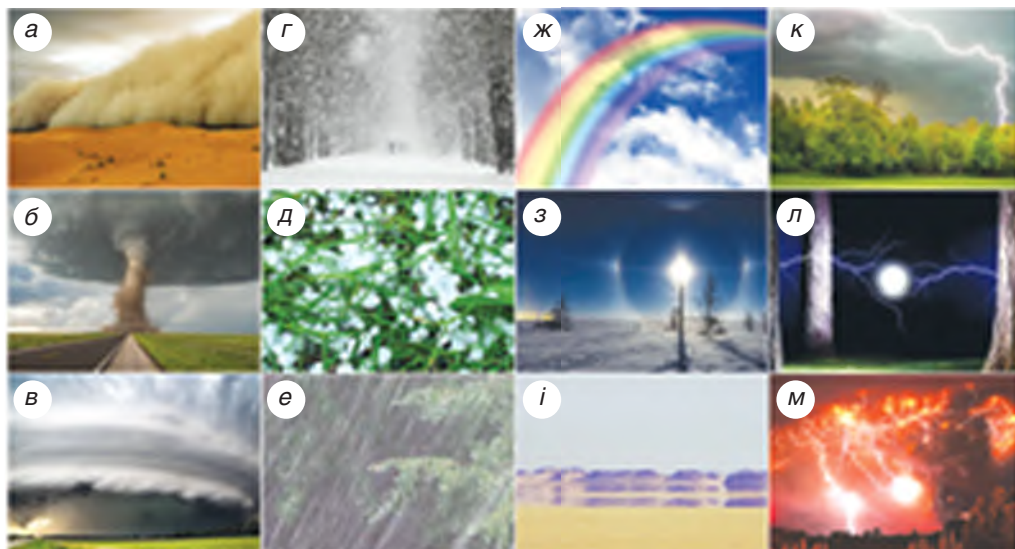 а г ж к
б д з л
в е і м